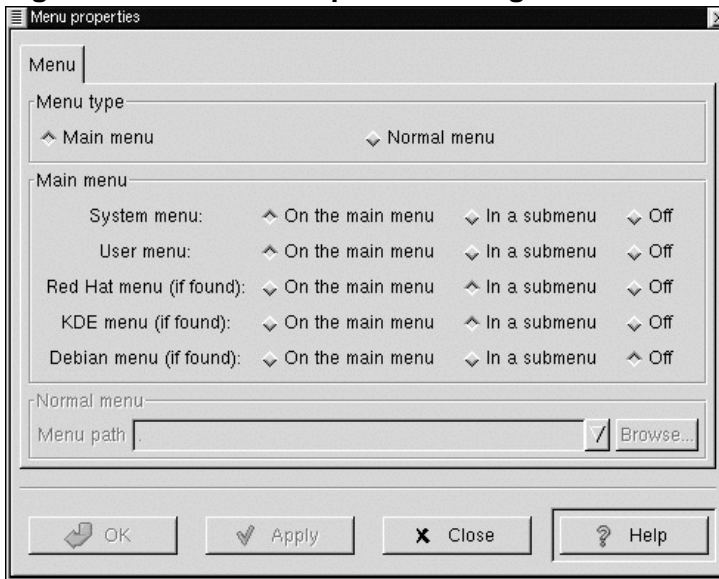 Menu properties
Menu
Menu type
Main menu Normal menu
Main menu
System menu: On the main menu In a submenu Off
User menu: On the main menu In a submenu Off
Red Hat menu (if found): On the main menu In a submenu Off
KDE menu (if found): On the main menu In a submenu Off
Debian menu (if found): On the main menu In a submenu Off
Normal menu
Menu path . Browse...
OK Apply Close Help